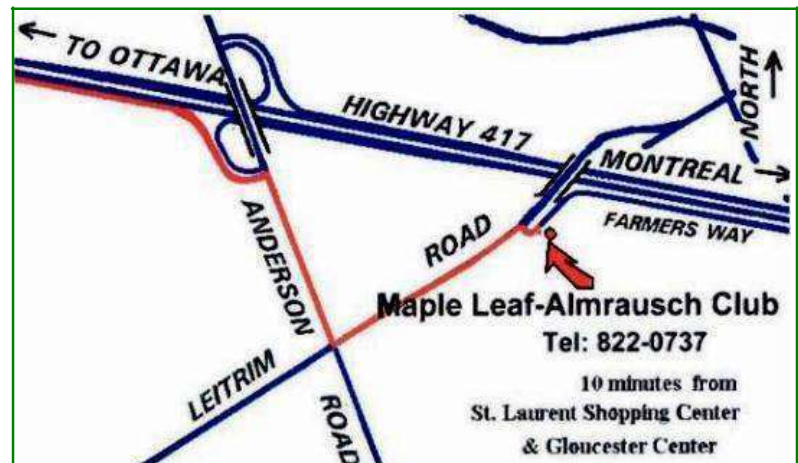 TO OTTAWA
HIGHWAY 417
NORTH
MONTREAL
FARMERS WAY
ANDERSON
ROAD
Maple Leaf-Almrausch Club
Tel: 822-0737
LEITRIM
ROAD
10 minutes from
St. Laurent Shopping Center
& Gloucester Center